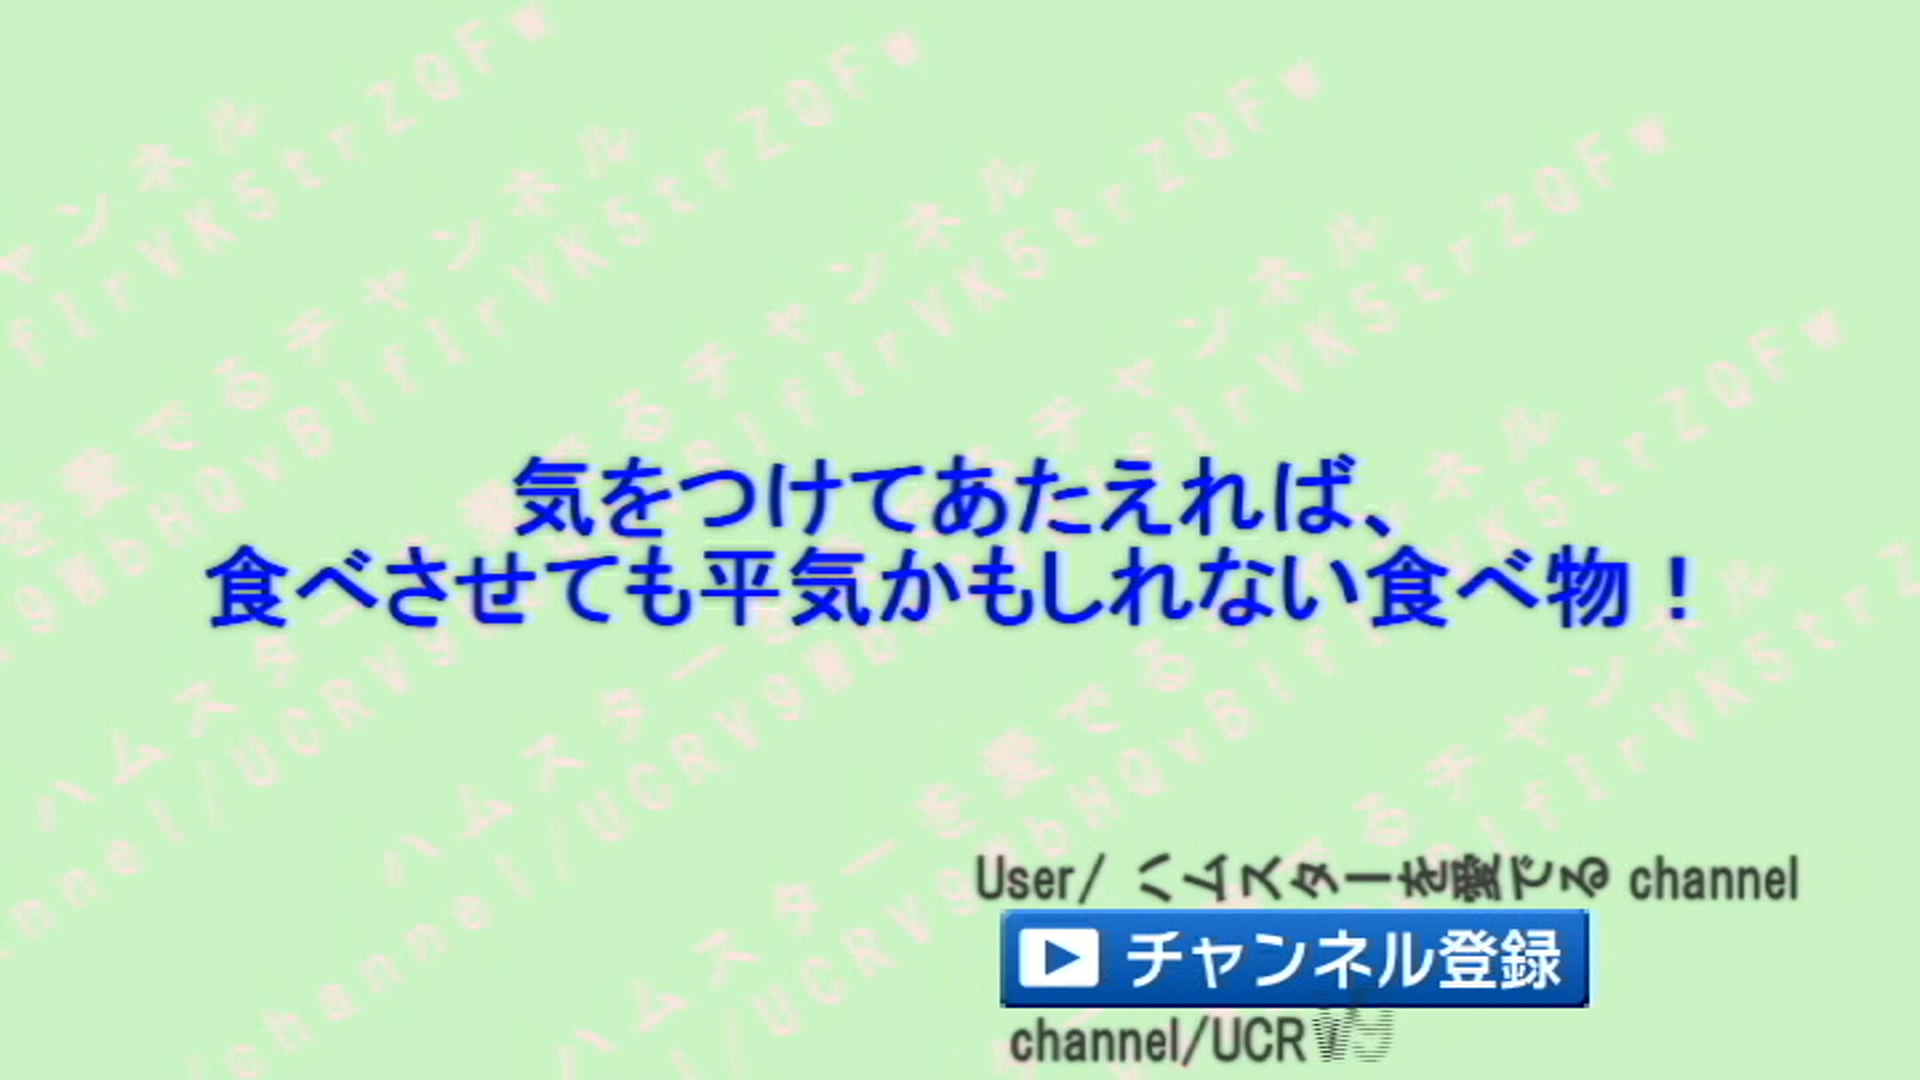 気をつけてあたえれば、
食べさせても平気かもしれない食べ物！
User/ ハムスターを愛でる channel
チャンネル登録
channel/UCRV9